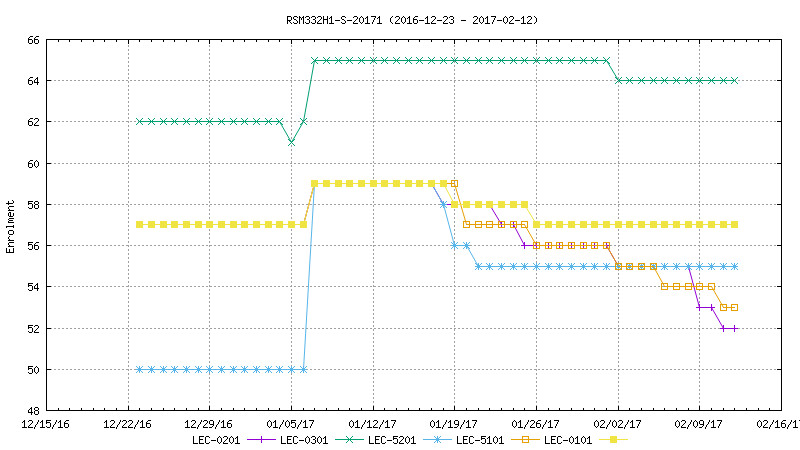 RSM332H1-S-20171 (2016-12-23 - 2017-02-12)
66
64
62
60
58
56
54
52
50
48
Enrolment
12/15/16 12/22/16 12/29/16 01/05/17 01/12/17 01/19/17 01/26/17 02/02/17 02/09/17 02/16/1
LEC-0201 LEC-0301 LEC-5201 LEC-5101 LEC-0101